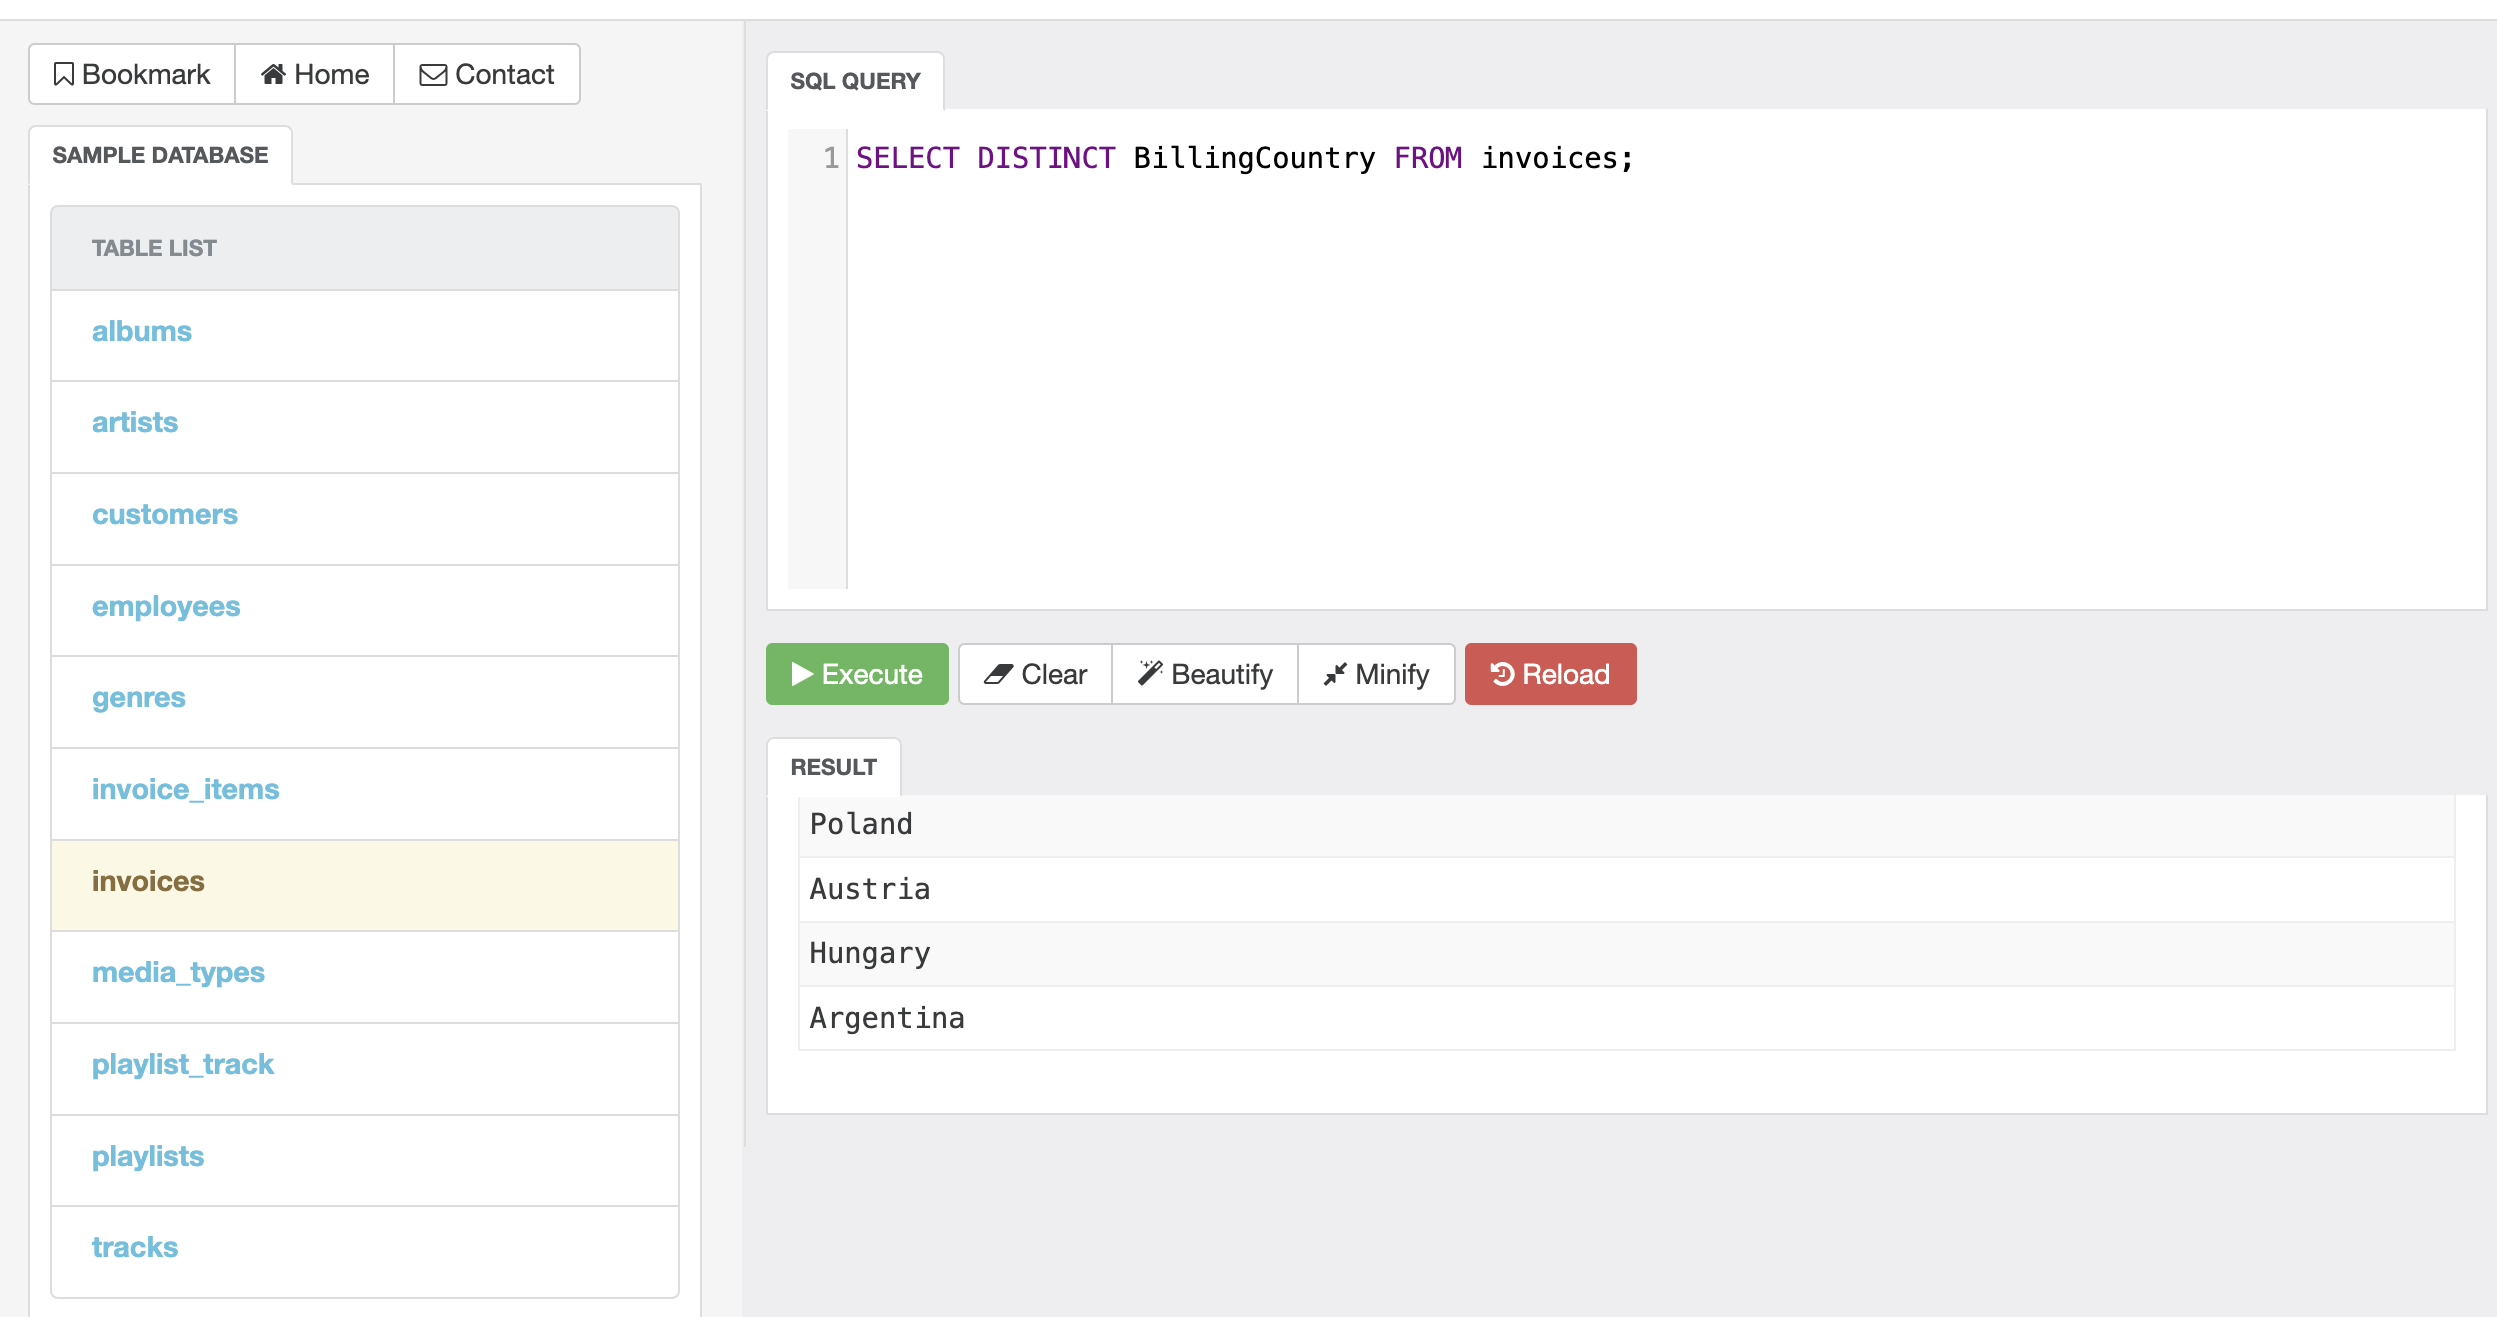 Bookmark
Home
Contact
SAMPLE DATABASE
TABLE LIST
albums
artists
customers
employees
genres
invoice_items
invoices
media_types
playlist_track
playlists
tracks
SQL QUERY
1 SELECT DISTINCT BillingCountry FROM invoices;
Execute
Clear
Beautify
Minify
Reload
RESULT
Poland
Austria
Hungary
Argentina